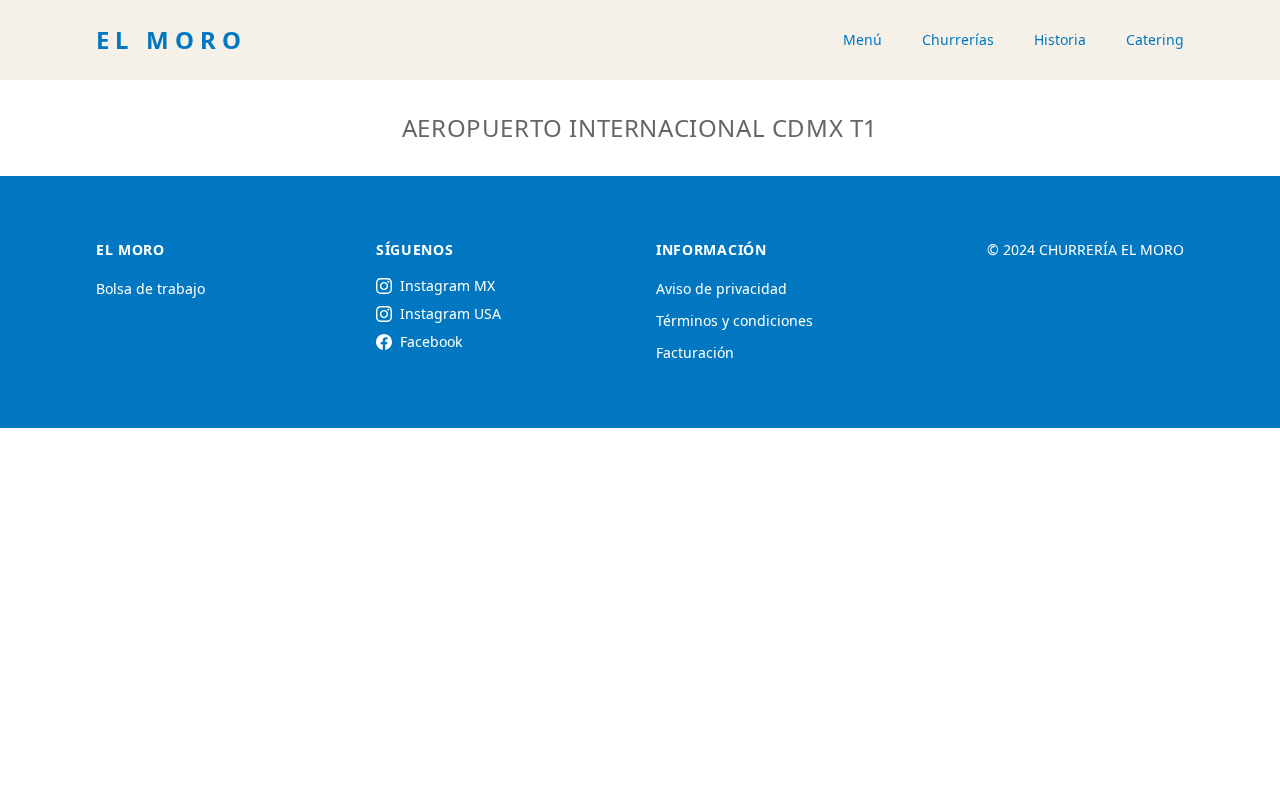 EL MORO
Menú
Churrerías
Historia
Catering
AEROPUERTO INTERNACIONAL CDMX T1
EL MORO
Bolsa de trabajo
SÍGUENOS
Instagram MX
Instagram USA
Facebook
INFORMACIÓN
Aviso de privacidad
Términos y condiciones
Facturación
© 2024 CHURRERÍA EL MORO